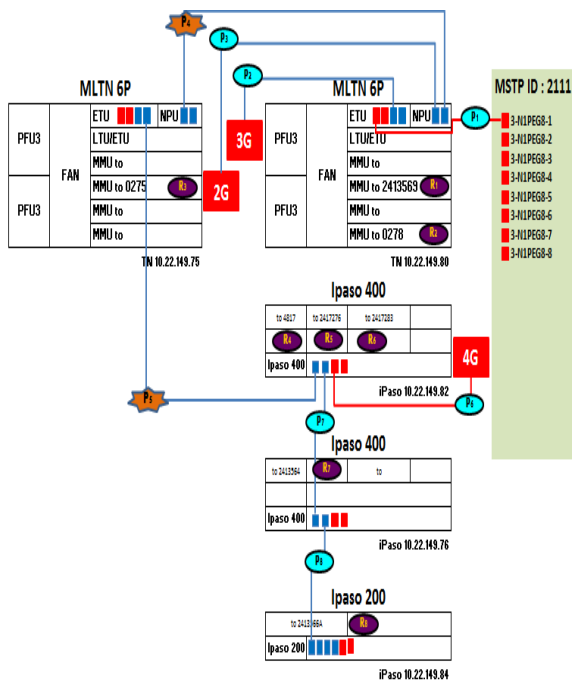 P4
P3
P2
MLTN 6P
MLTN 6P
MSTP ID : 2111
PFU3
FAN
PFU3
ETU
NPU
LTU/ETU
MMU to
MMU to 0275
R3
MMU to
MMU to
TN 10.22.149.75
3G
2G
PFU3
FAN
PFU3
ETU
NPU
LTU/ETU
MMU to
MMU to 2413569
R1
MMU to
MMU to 0278
R2
TN 10.22.149.80
P1
3-N1PEG8-1
3-N1PEG8-2
3-N1PEG8-3
3-N1PEG8-4
3-N1PEG8-5
3-N1PEG8-6
3-N1PEG8-7
3-N1PEG8-8
Ipaso 400
to 4817
to 2417276
to 2417283
R4
R5
R6
Ipaso 400
iPaso 10.22.149.82
4G
P5
P6
P7
Ipaso 400
to 2413964
R7
to
Ipaso 400
iPaso 10.22.149.76
P8
Ipaso 200
R8
Ipaso 200
iPaso 10.22.149.84